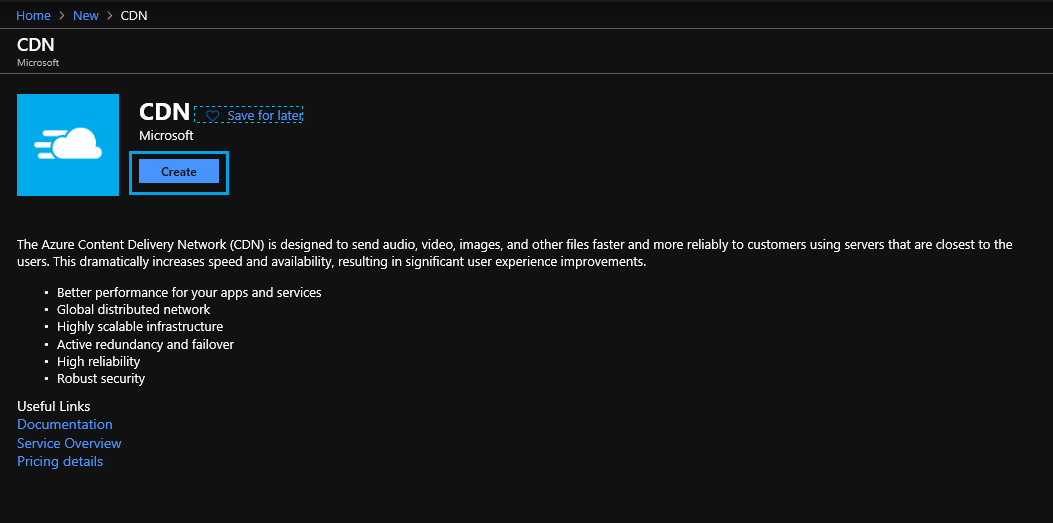 Home > New > CDN
CDN
Microsoft
CDN Save for later
Microsoft
Create
The Azure Content Delivery Network (CDN) is designed to send audio, video, images, and other files faster and more reliably to customers using servers that are closest to the
users. This dramatically increases speed and availability, resulting in significant user experience improvements.
• Better performance for your apps and services
• Global distributed network
• Highly scalable infrastructure
• Active redundancy and failover
• High reliability
• Robust security
Useful Links
Documentation
Service Overview
Pricing details